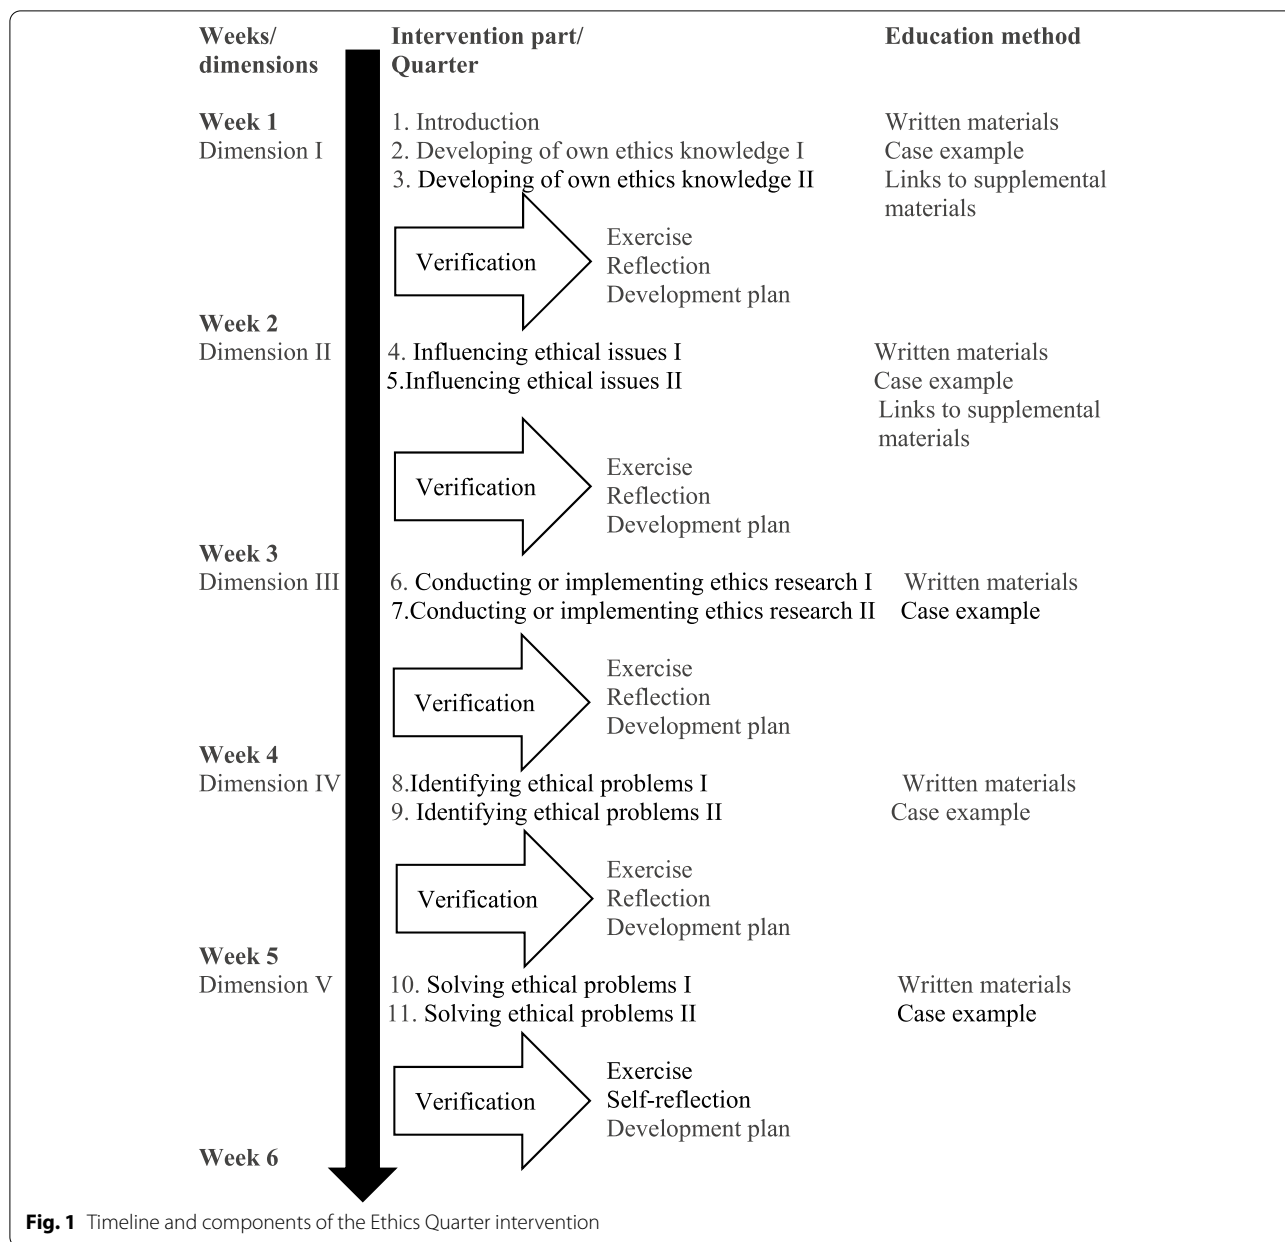 Weeks/ Intervention part/ Education method
dimensions Quarter
Week 1 1. Introduction Written materials
Dimension I 2. Developing of own ethics knowledge I Case example
3. Developing of own ethics knowledge II Links to supplemental
materials
Exercise
Verification Reflection
Development plan
Week 2
Dimension II 4. Influencing ethical issues I Written materials
5.Influencing ethical issues II Case example
Links to supplemental
materials
Exercise
Verification Reflection
Development plan
Week 3
Dimension III 6. Conducting or implementing ethics research I Written materials
7.Conducting or implementing ethics research II Case example
Exercise
Verification Reflection
Development plan
Week 4
Dimension IV 8.Identifying ethical problems I Written materials
9. Identifying ethical problems II Case example
Exercise
Verification Reflection
Development plan
Week 5
Dimension V 10. Solving ethical problems I Written materials
11. Solving ethical problems II Case example
Exercise
Verification Self-reflection
Development plan
Week 6
Fig. 1 Timeline and components of the Ethics Quarter intervention